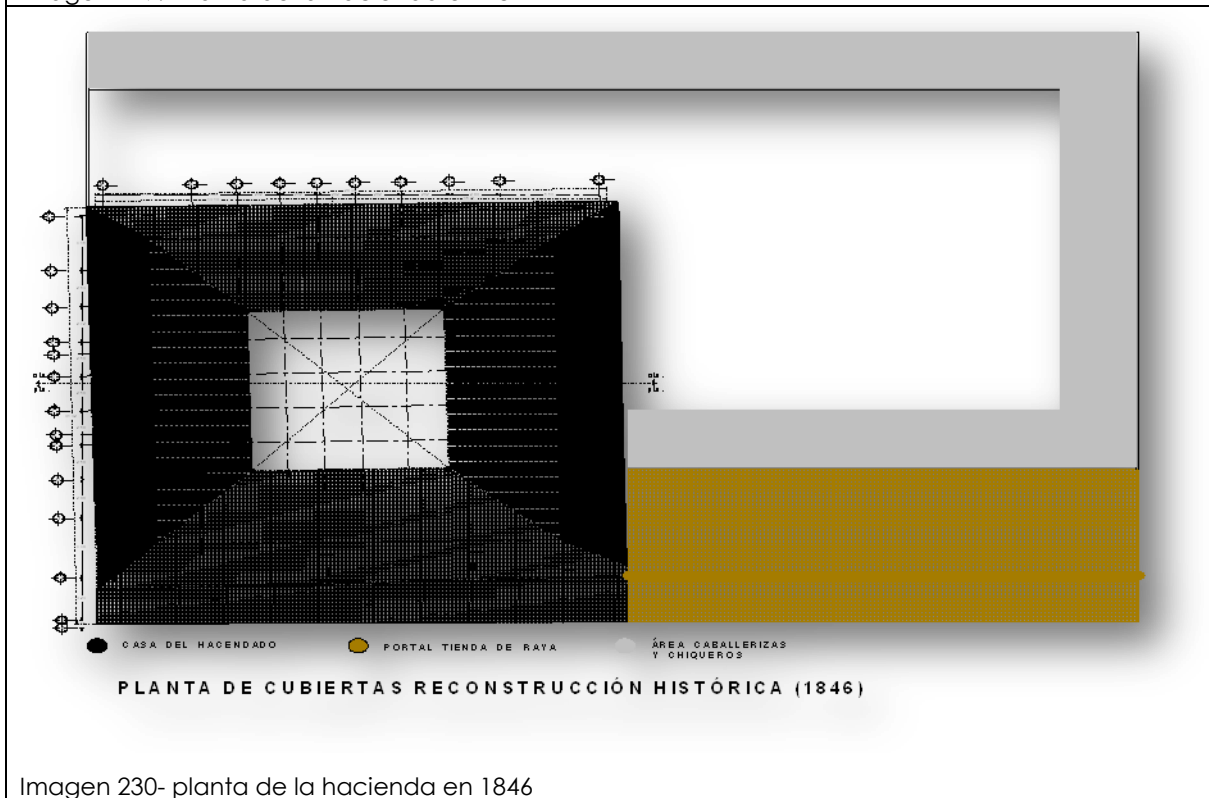 CASA DEL HACENDADO
PORTAL TIENDA DE RAYA
ÁREA CABALLERIZAS
Y CHIQUEROS
PLANTA DE CUBIERTAS RECONSTRUCCIÓN HISTÓRICA (1846)
Imagen 230- planta de la hacienda en 1846